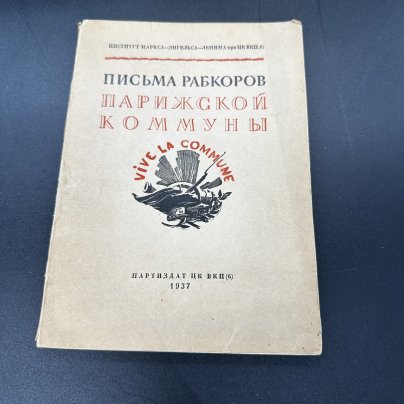 ИНСТИТУТ МАРКСА—ЭНГЕЛЬСА—ЛЕНИНА при ЦК ВКП(б)
ПИСЬМА РАБКОРОВ
ПАРИЖСКОЙ
КОММУНЫ
VIVE LA COMMUNE
ПАРТИЗДАТ ЦК ВКП(б)
1937